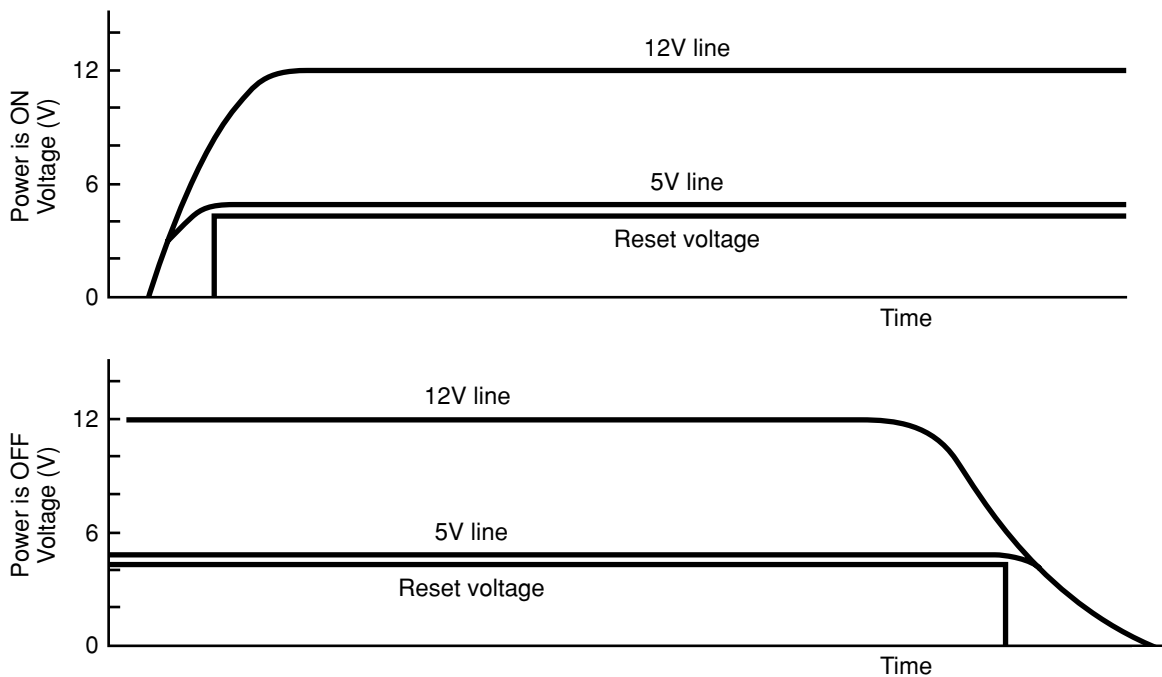 Power is ON
Voltage (V)
12
6
0
12V line
5V line
Reset voltage
Time
Power is OFF
Voltage (V)
12
6
0
12V line
5V line
Reset voltage
Time